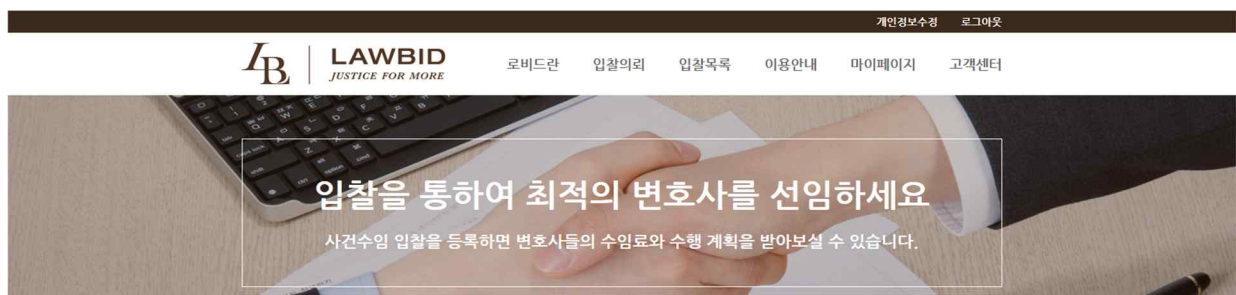 개인정보수정 로그아웃
LB LAWBID
JUSTICE FOR MORE
로비드란 입찰의뢰 입찰목록 이용안내 마이페이지 고객센터
입찰을 통하여 최적의 변호사를 선임하세요
사건수임 입찰을 등록하면 변호사들의 수임료와 수행 계획을 받아보실 수 있습니다.